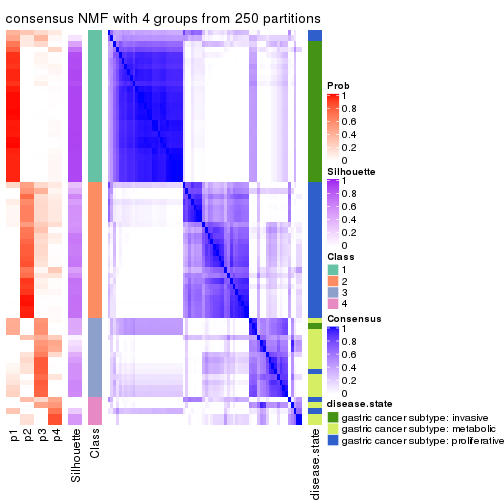 consensus NMF with 4 groups from 250 partitions
Prob
1
0.8
0.6
0.4
0.2
0
Silhouette
1
0.8
0.6
0.4
0.2
0
Class
1
2
3
4
Consensus
1
0.8
0.6
0.4
0.2
0
disease.state
gastric cancer subtype: invasive
gastric cancer subtype: metabolic
gastric cancer subtype: proliferative
p1
p2
p3
p4
Silhouette
Class
disease.state